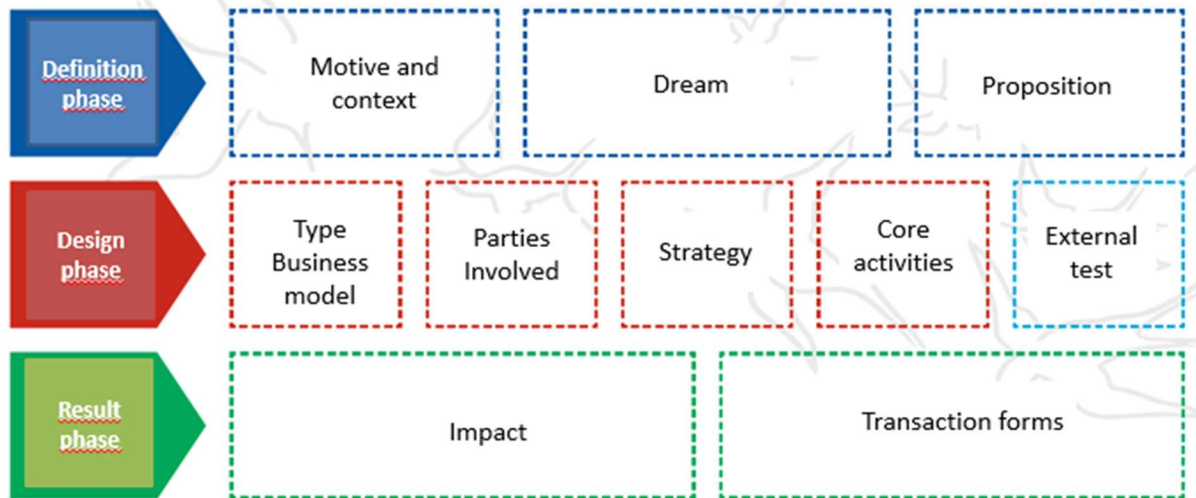 Definition
phase
Motive and
context
Dream
Proposition
Design
phase
Type
Business
model
Parties
Involved
Strategy
Core
activities
External
test
Result
phase
Impact
Transaction forms